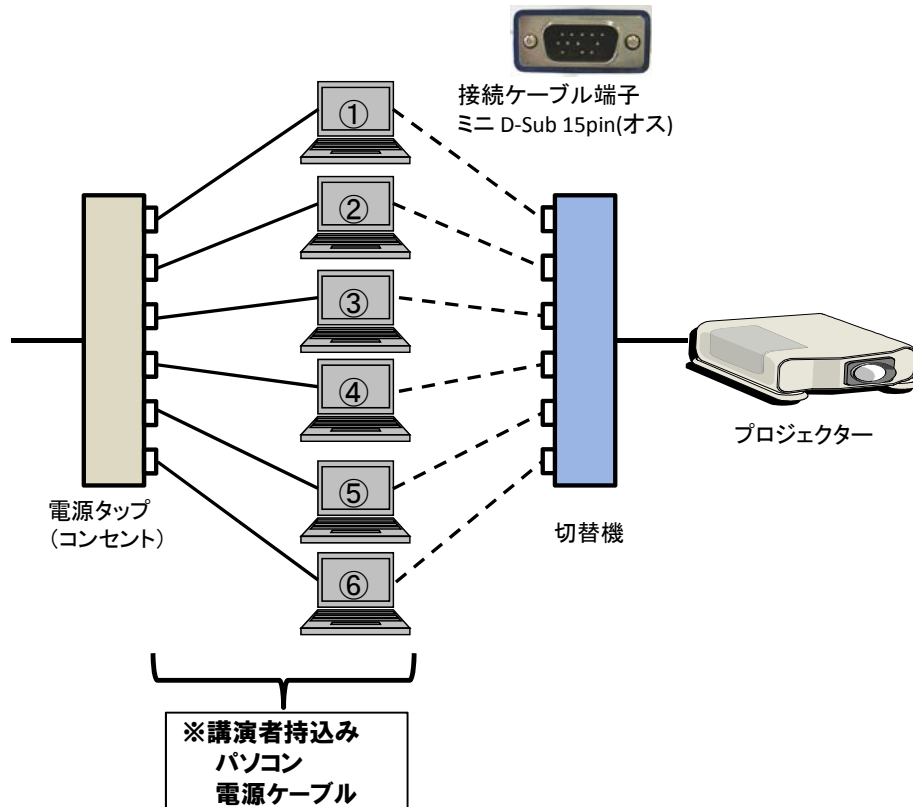 接続ケーブル端子
ミニ D-Sub 15pin(オス)
①
②
③
④
⑤
⑥
電源タップ
（コンセント）
切替機
プロジェクター
※講演者持込み
パソコン
電源ケーブル